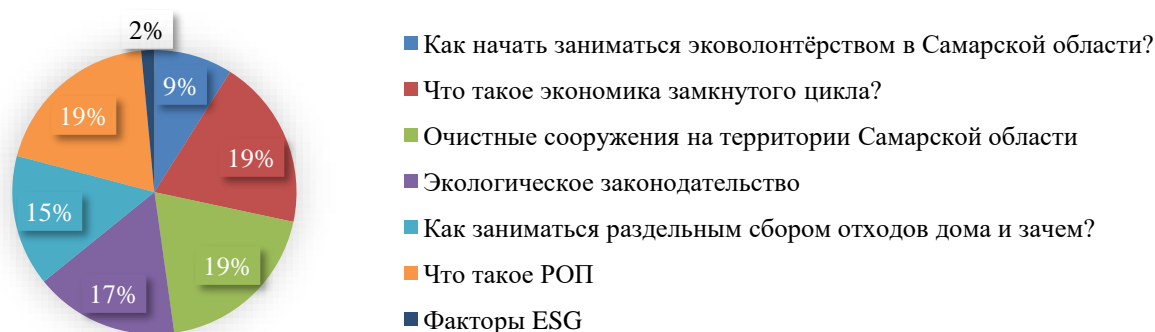 2%
9%
19%
19%
17%
15%
19%
Как начать заниматься эковолонтёрством в Самарской области?
Что такое экономика замкнутого цикла?
Очистные сооружения на территории Самарской области
Экологическое законодательство
Как заниматься раздельным сбором отходов дома и зачем?
Что такое РОП
Факторы ESG